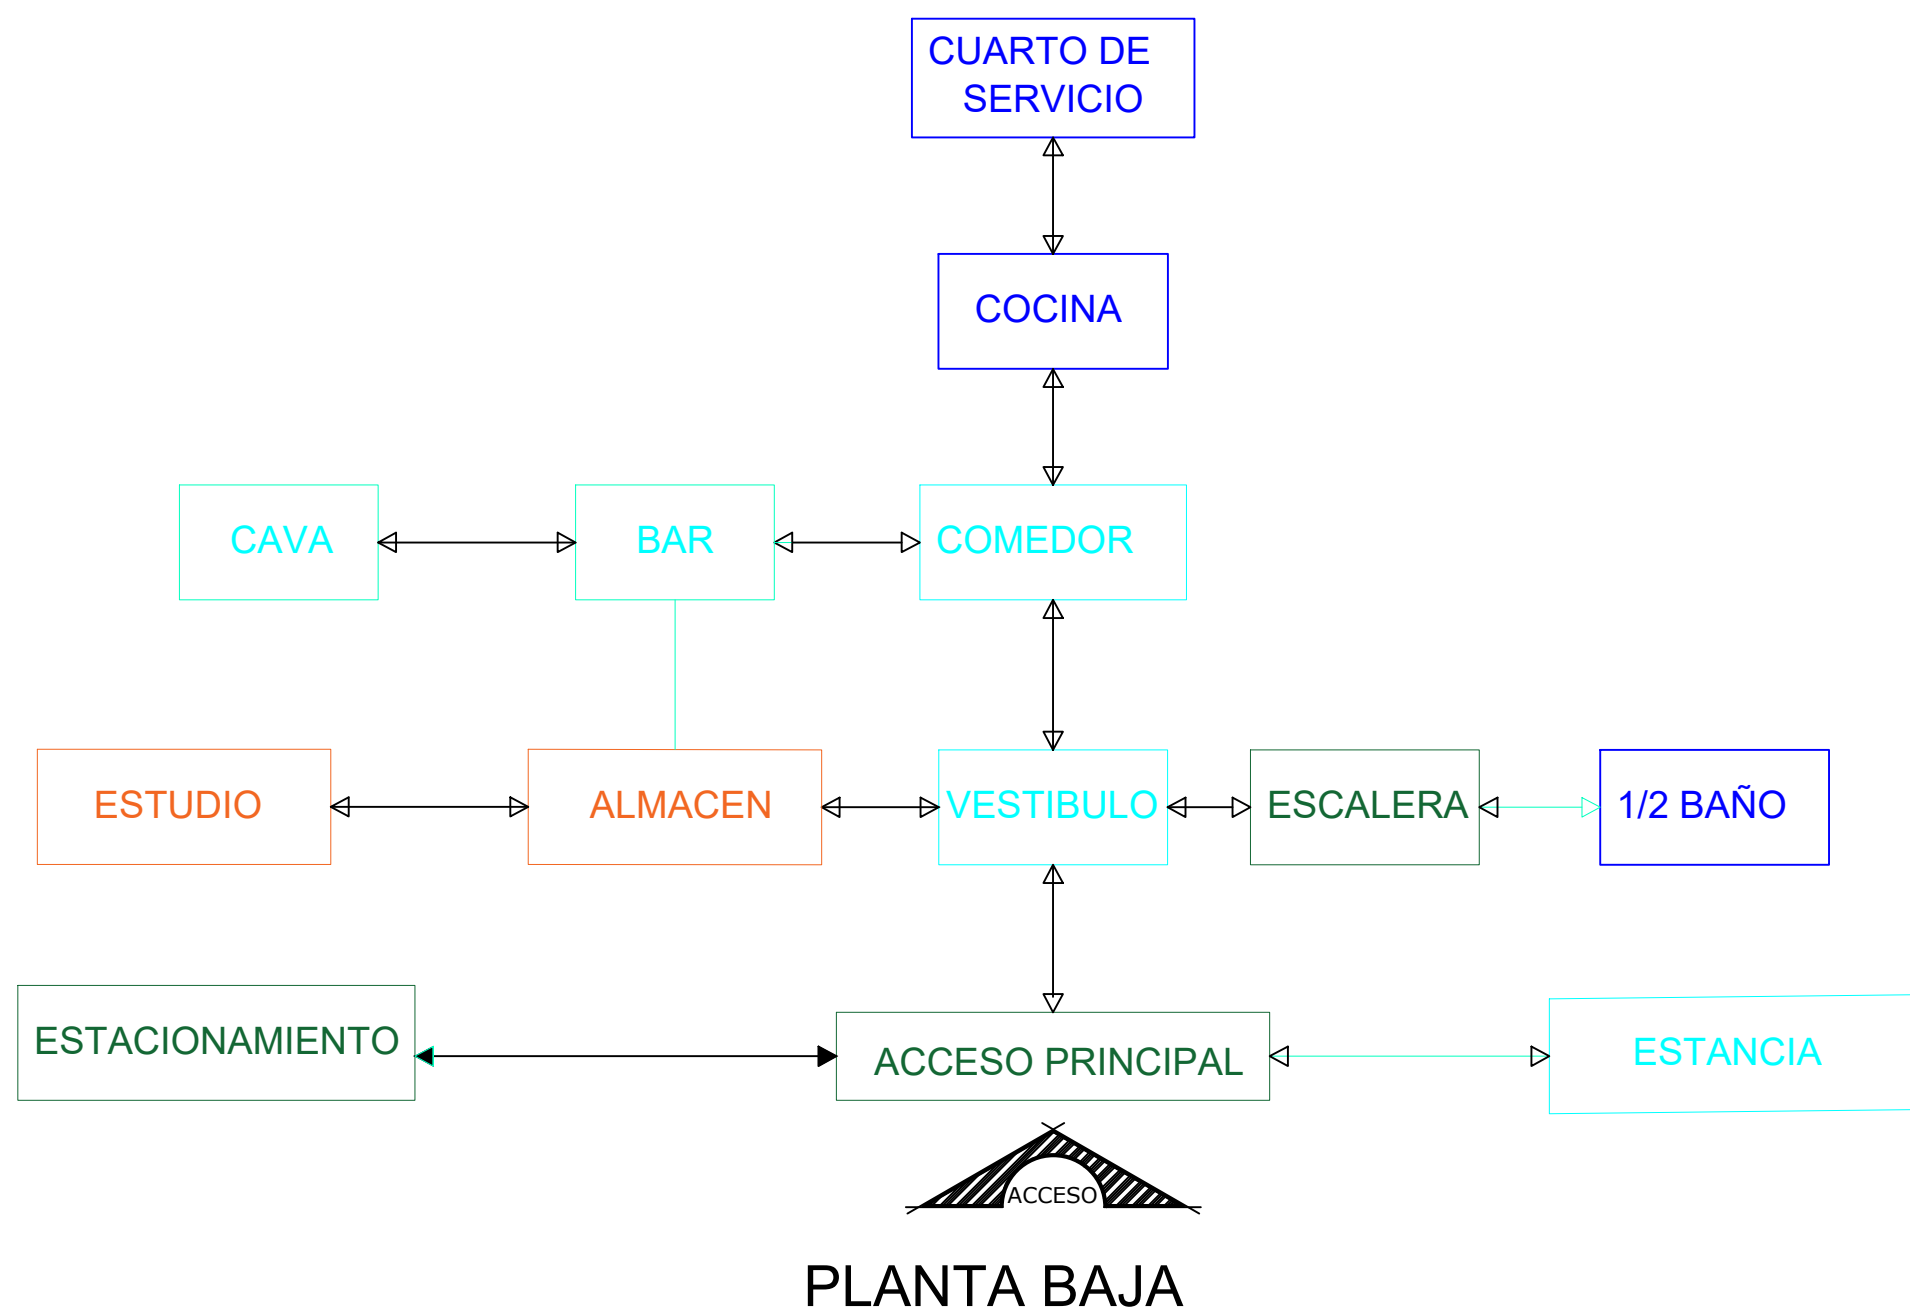 CUARTO DE
SERVICIO
COCINA
CAVA
BAR
COMEDOR
ESTUDIO
ALMACEN
VESTIBULO
ESCALERA
1/2 BAÑO
ESTACIONAMIENTO
ACCESO PRINCIPAL
ESTANCIA
ACCESO
PLANTA BAJA